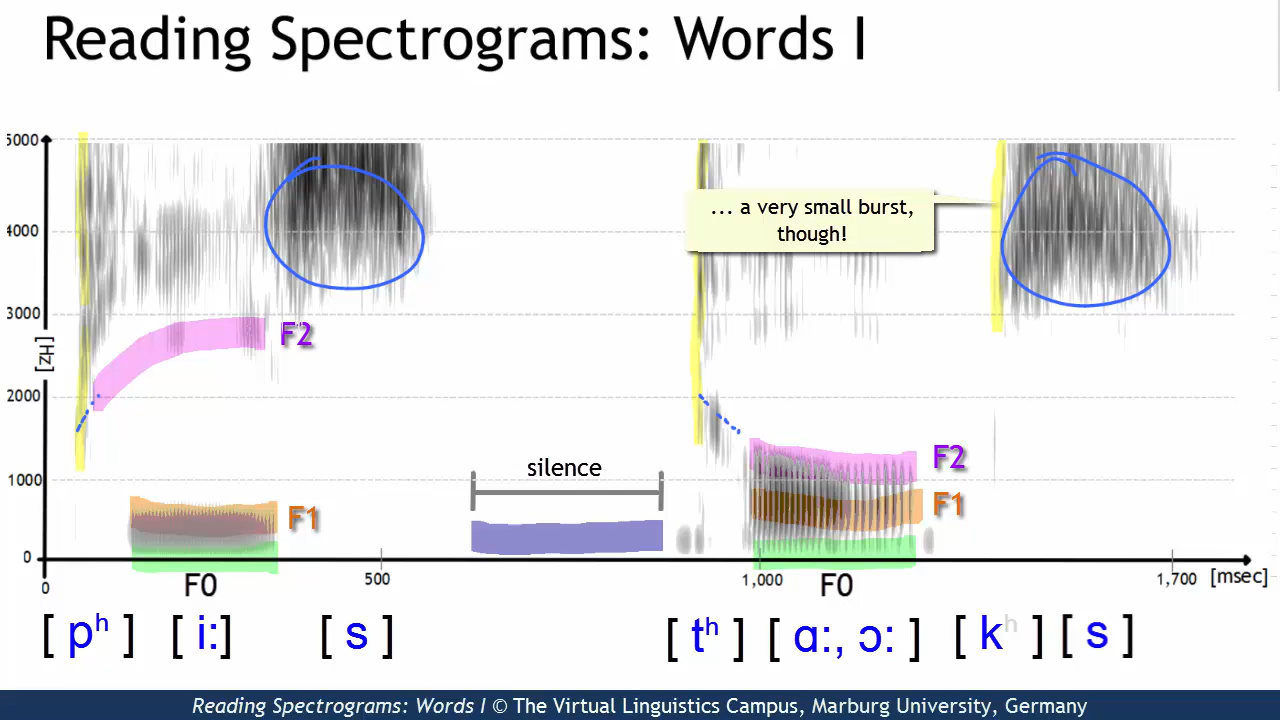 Reading Spectrograms: Words I
5000
4000
3000
2000
1000
0
[Hz]
... a very small burst,
though!
F2
F1
F0
silence
F2
F1
F0
0
500
1,000
1,700
[msec]
[ pʰ ] [ i:] [ s ] [ tʰ ] [ ɑ:, ɔ: ] [ kʰ ] [ s ]
Reading Spectrograms: Words I © The Virtual Linguistics Campus, Marburg University, Germany